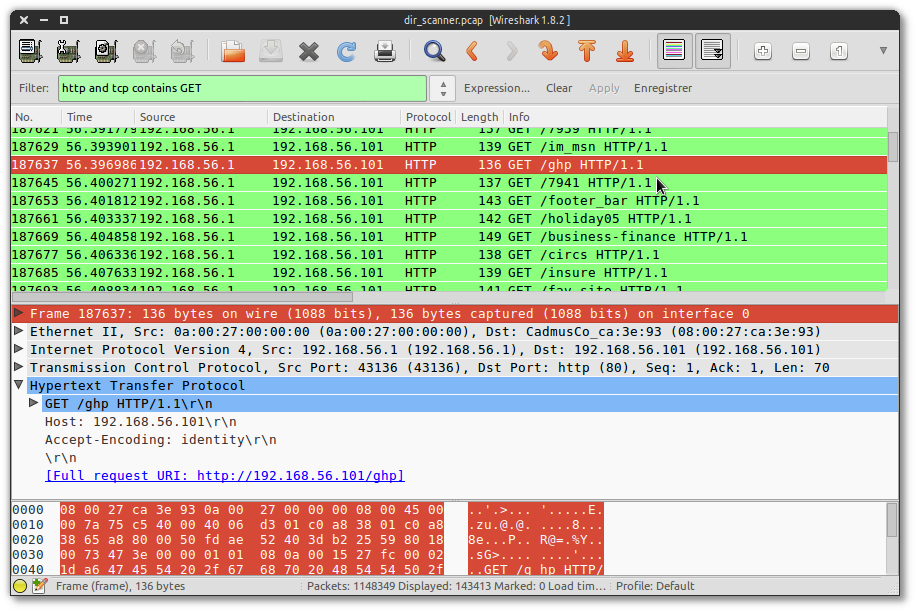 dir_scanner.pcap [Wireshark 1.8.2 ]
Filter: http and tcp contains GET Expression... Clear Apply Enregistrer
No. Time Source Destination Protocol Length Info
187621 56.391779 192.168.56.1 192.168.56.101 HTTP 137 GET /7939 HTTP/1.1
187629 56.393901 192.168.56.1 192.168.56.101 HTTP 139 GET /im_msn HTTP/1.1
187637 56.396986 192.168.56.1 192.168.56.101 HTTP 136 GET /ghp HTTP/1.1
187645 56.400271 192.168.56.1 192.168.56.101 HTTP 137 GET /7941 HTTP/1.1
187653 56.401812 192.168.56.1 192.168.56.101 HTTP 143 GET /footer_bar HTTP/1.1
187661 56.403337 192.168.56.1 192.168.56.101 HTTP 142 GET /holiday05 HTTP/1.1
187669 56.404858 192.168.56.1 192.168.56.101 HTTP 149 GET /business-finance HTTP/1.1
187677 56.406336 192.168.56.1 192.168.56.101 HTTP 138 GET /circs HTTP/1.1
187685 56.407633 192.168.56.1 192.168.56.101 HTTP 139 GET /insure HTTP/1.1
187693 56.408834 192.168.56.1 192.168.56.101 HTTP 141 GET /fav_site HTTP/1.1
Frame 187637: 136 bytes on wire (1088 bits), 136 bytes captured (1088 bits) on interface 0
Ethernet II, Src: 0a:00:27:00:00:00 (0a:00:27:00:00:00), Dst: CadmusCo_ca:3e:93 (08:00:27:ca:3e:93)
Internet Protocol Version 4, Src: 192.168.56.1 (192.168.56.1), Dst: 192.168.56.101 (192.168.56.101)
Transmission Control Protocol, Src Port: 43136 (43136), Dst Port: http (80), Seq: 1, Ack: 1, Len: 70
Hypertext Transfer Protocol
GET /ghp HTTP/1.1\r\n
Host: 192.168.56.101\r\n
Accept-Encoding: identity\r\n
\r\n
[Full request URI: http://192.168.56.101/ghp]
0000 08 00 27 ca 3e 93 0a 00 27 00 00 00 08 00 45 00 ..'.>... '.....E.
0010 00 7a 75 c5 40 00 40 06 d3 01 c0 a8 38 01 c0 a8 .zu.@.@. ....8...
0020 38 65 a8 80 00 50 fd ae 52 40 3d b2 25 59 80 18 8e...P.. R@=.%Y..
0030 00 73 47 3e 00 00 01 01 08 0a 00 15 27 fc 00 02 .sG>.... ....'...
0040 1d a6 47 45 54 20 2f 67 68 70 20 48 54 54 50 2f ..GET /g hp HTTP/
Frame (frame), 136 bytes Packets: 1148349 Displayed: 143413 Marked: 0 Load tim... Profile: Default